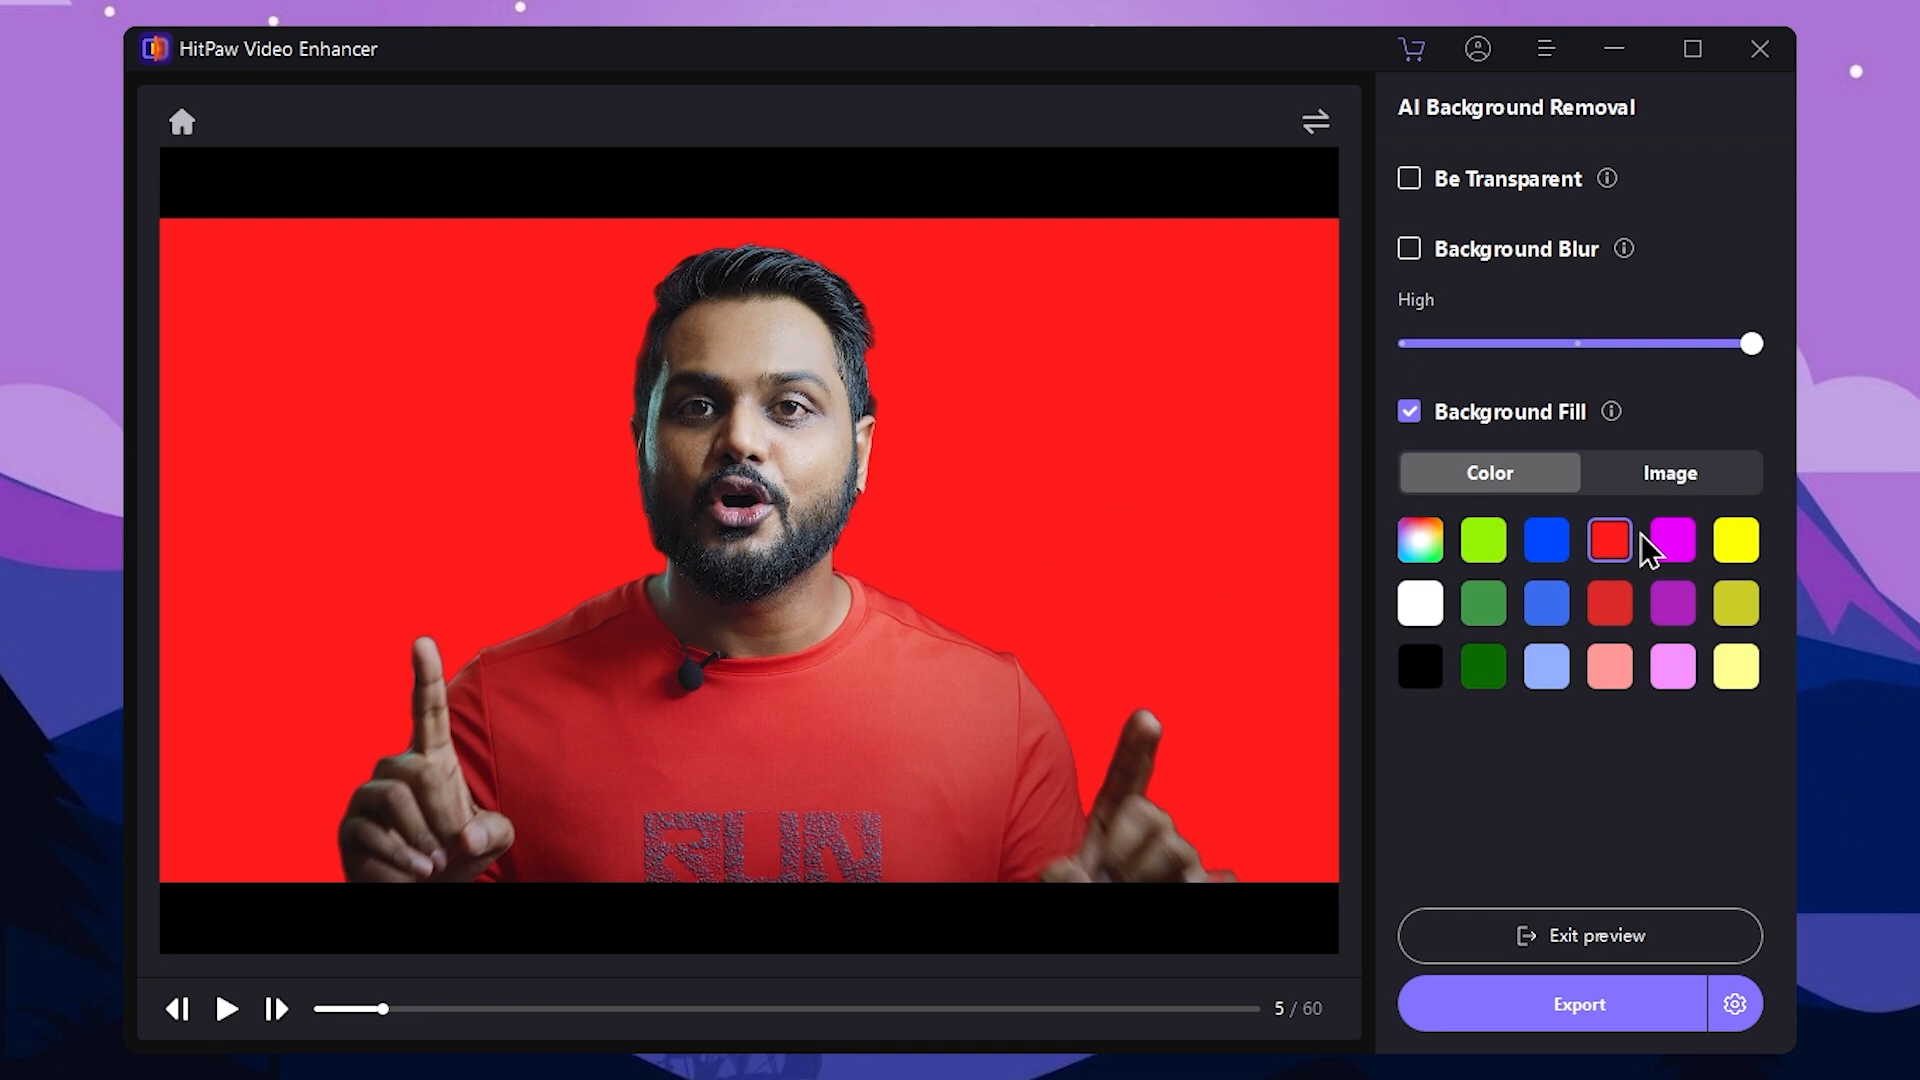 HitPaw Video Enhancer
AI Background Removal
Be Transparent
Background Blur
High
Background Fill
Color
Image
RUN
5 / 60
Exit preview
Export